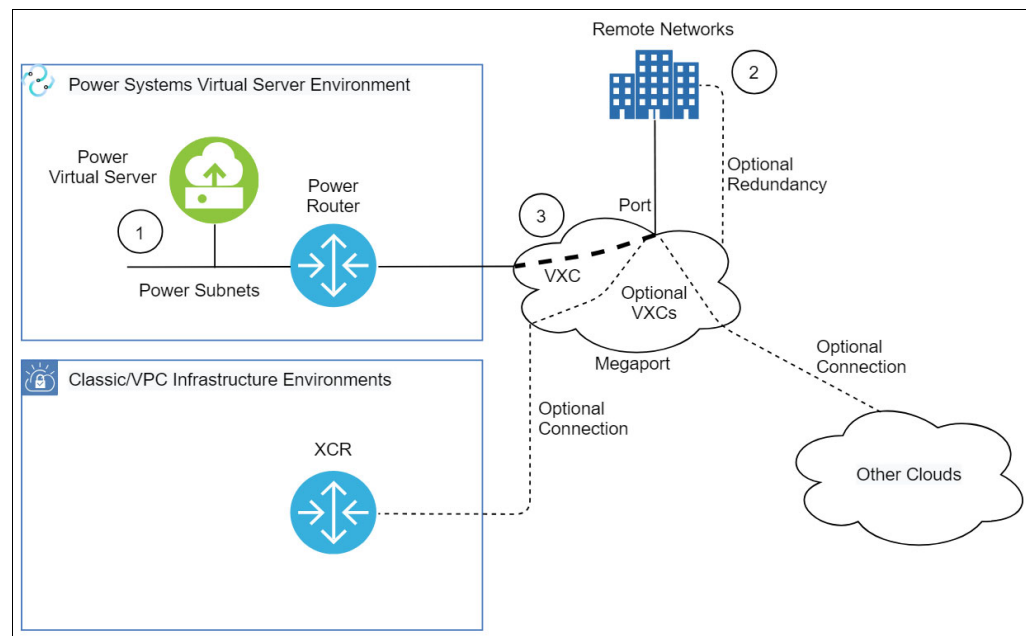 Remote Networks
2
Power Systems Virtual Server Environment
Power
Virtual Server
Power
Router
Optional
Redundancy
1
3
Port
Power Subnets
VXC
Optional
VXCs
Megaport
Optional
Connection
Classic/VPC Infrastructure Environments
Optional
Connection
XCR
Other Clouds